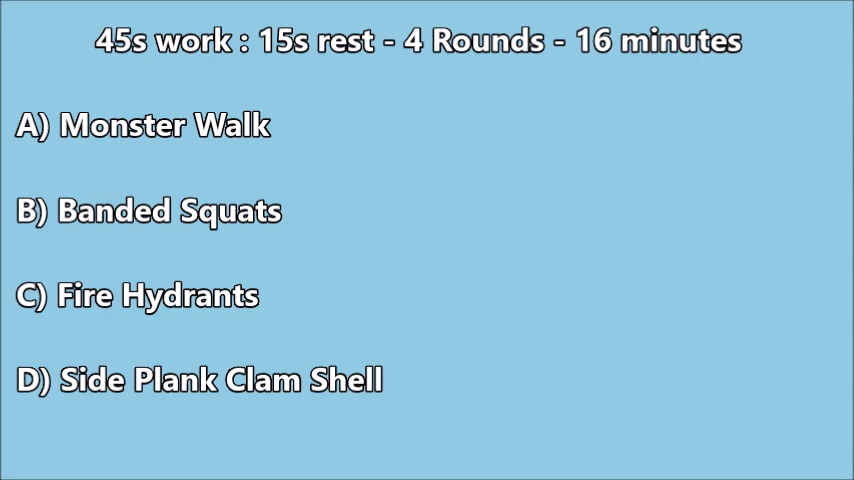 45s work : 15s rest - 4 Rounds - 16 minutes
A) Monster Walk
B) Banded Squats
C) Fire Hydrants
D) Side Plank Clam Shell